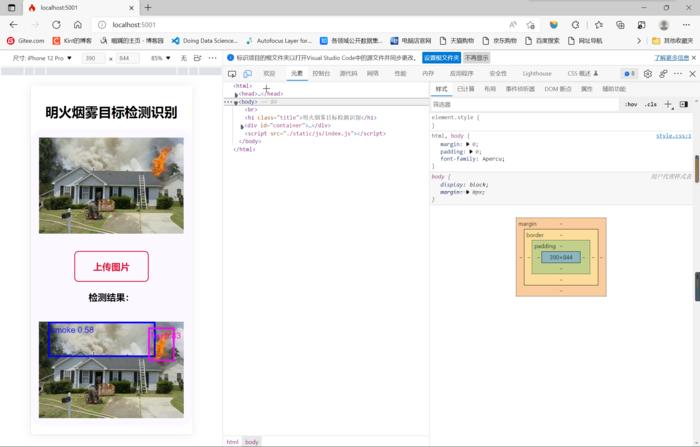 明火烟雾目标检测识别
localhost:5001
Gitee.com
Kint的博客
Doing Data Science...
Autofocus Layer for...
各领域公开数据集...
电脑店官网
天猫购物
京东购物
百度搜索
网址导航
其他收藏夹
尺寸: iPhone 12 Pro
390
×
844
85%
无
标识项目的根文件夹以打开Visual Studio Code中的源文件并同步更改。
设置根文件夹
不再显示
了解更多信息
欢迎
元素
控制台
源代码
网络
性能
内存
应用程序
安全性
Lighthouse
CSS 概述
8
<html>
<head>…</head>
<body> == $0
<br>
<h1 class="title">明火烟雾目标检测识别</h1>
<div id="container">…</div>
<script src="./static/js/index.js"></script>
</body>
</html>
html
body
样式
已计算
布局
事件侦听器
DOM 断点
属性
辅助功能
筛选器
:hov
.cls
element.style {
}
html, body {
style.css:1
margin: 0;
padding: 0;
font-family: Apercu;
}
body {
用户代理样式表
display: block;
margin: 8px;
}
margin
-
border
-
padding
-
390×844
明火烟雾目标检测识别
上传图片
检测结果:
smoke 0.58